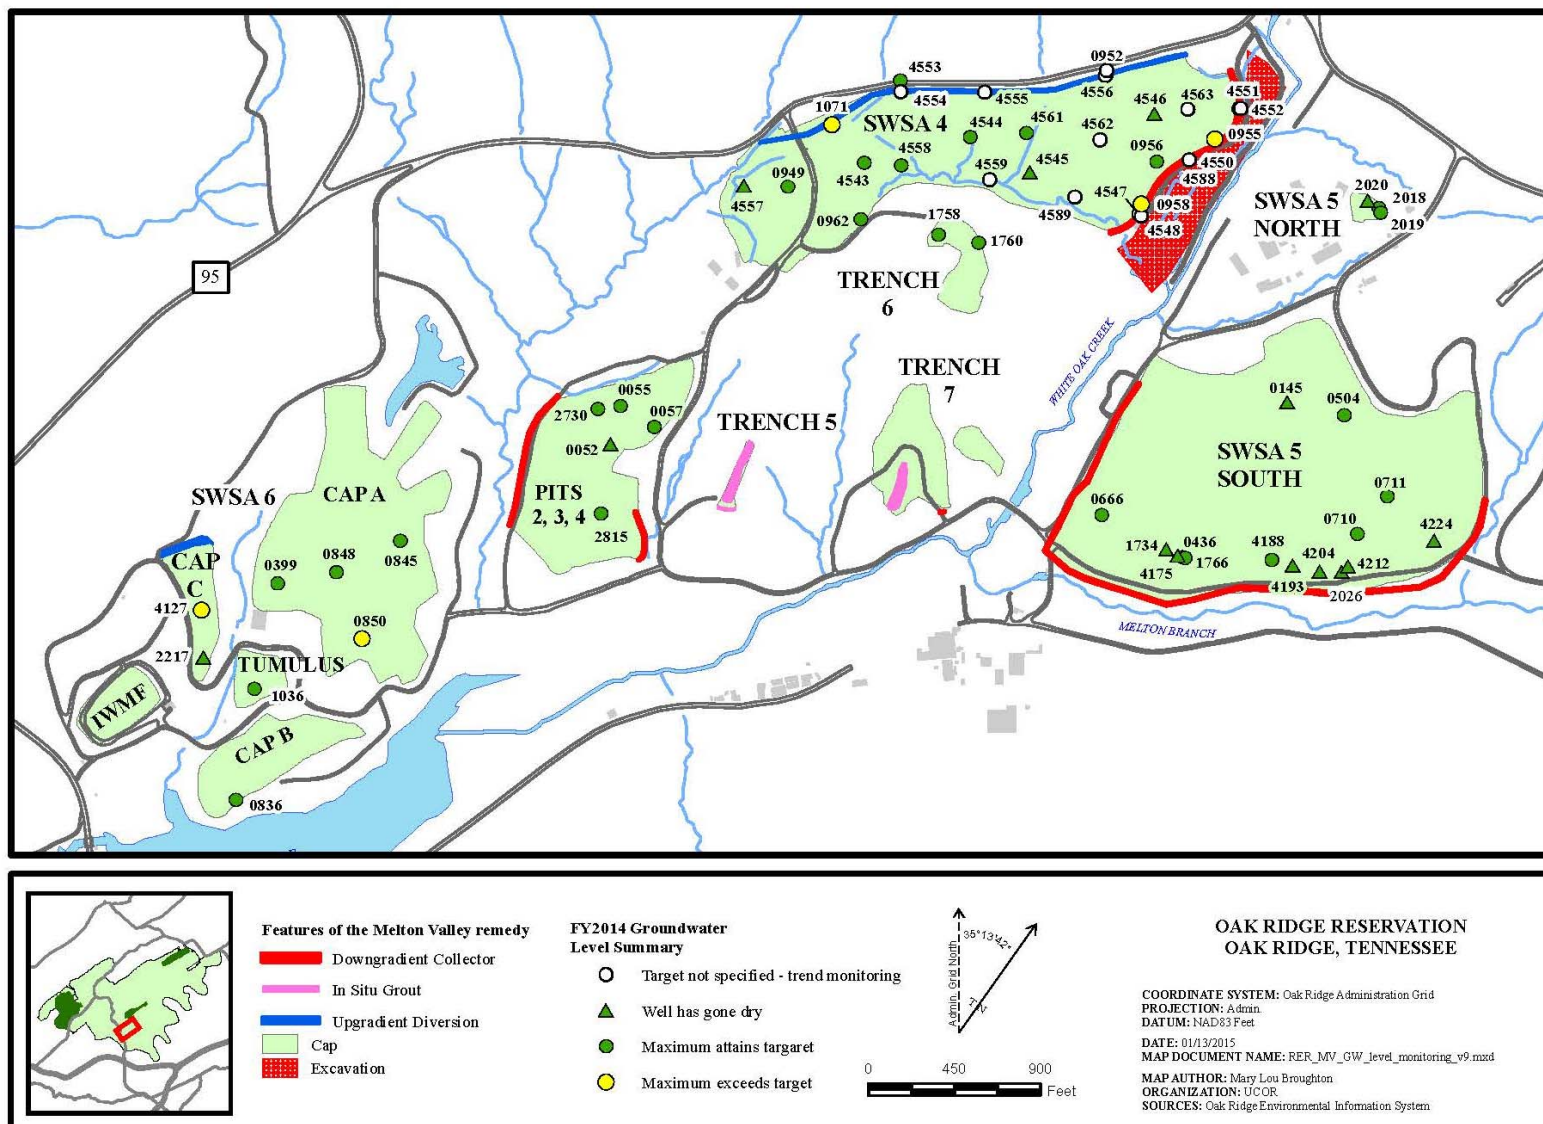 0952
4553
4554
4555
4556
4546
4563
4551
4552
1071
SWSA 4
4544
4561
4562
0955
4558
0956
4550
4559
4545
4588
0949
4543
4547
0958
4557
4589
4548
0962
1758
1760
SWSA 5
NORTH
2020
2018
2019
95
TRENCH
6
WHITE OAK CREEK
TRENCH
7
0055
2730
0057
0052
TRENCH 5
0145
0504
SWSA 5
SOUTH
SWSA 6
CAP A
PITS
2, 3, 4
2815
0711
0666
0710
4224
1734
0436
4188
4204
4212
4175
1766
4193
2026
MELTON BRANCH
CAP
C
0399
0848
0845
4127
0850
2217
TUMULUS
1036
IWMF
CAP B
0836
Features of the Melton Valley remedy
Downgradient Collector
In Situ Grout
Upgradient Diversion
Cap
Excavation
FY2014 Groundwater
Level Summary
Target not specified - trend monitoring
Well has gone dry
Maximum attains targaret
Maximum exceeds target
Admin. Grid North
35°13'42"
TN
0 450 900
Feet
OAK RIDGE RESERVATION
OAK RIDGE, TENNESSEE
COORDINATE SYSTEM: Oak Ridge Administration Grid
PROJECTION: Admin.
DATUM: NAD83 Feet
DATE: 01/13/2015
MAP DOCUMENT NAME: RER_MV_GW_level_monitoring_v9.mxd
MAP AUTHOR: Mary Lou Broughton
ORGANIZATION: UCOR
SOURCES: Oak Ridge Environmental Information System